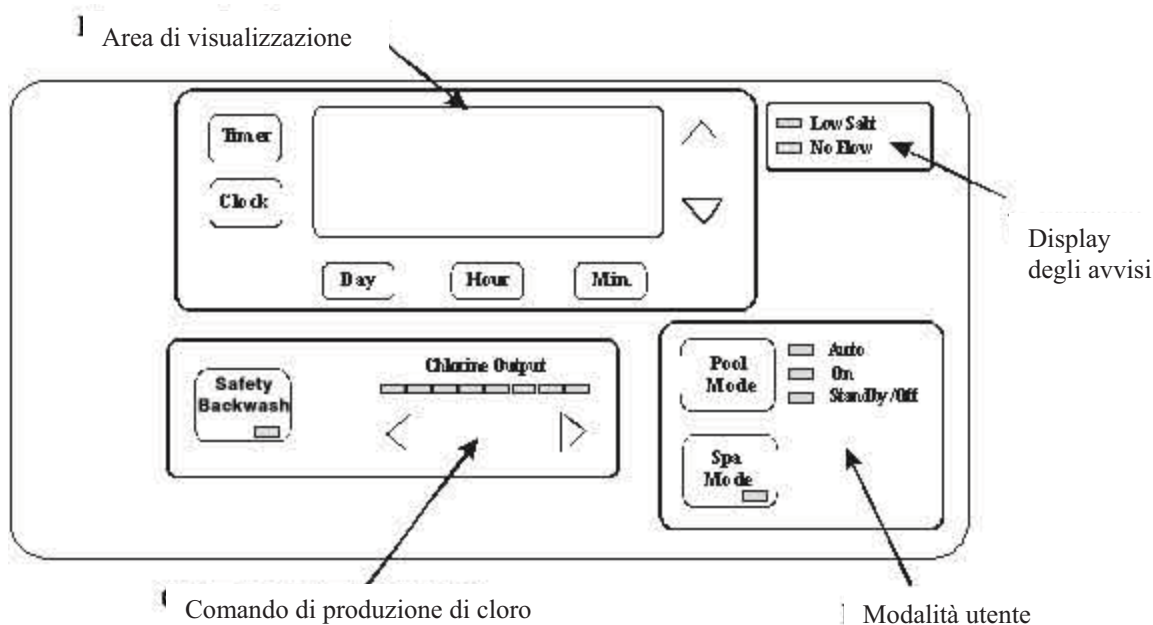 Area di visualizzazione
Timer
Low Salt
No Flow
Clock
Display
degli avvisi
Day Hour Min.
Chlorine Output
Safety
Backwash
Pool
Mode
Auto
On
StandBy/Off
Spa
Mode
Comando di produzione di cloro
Modalità utente